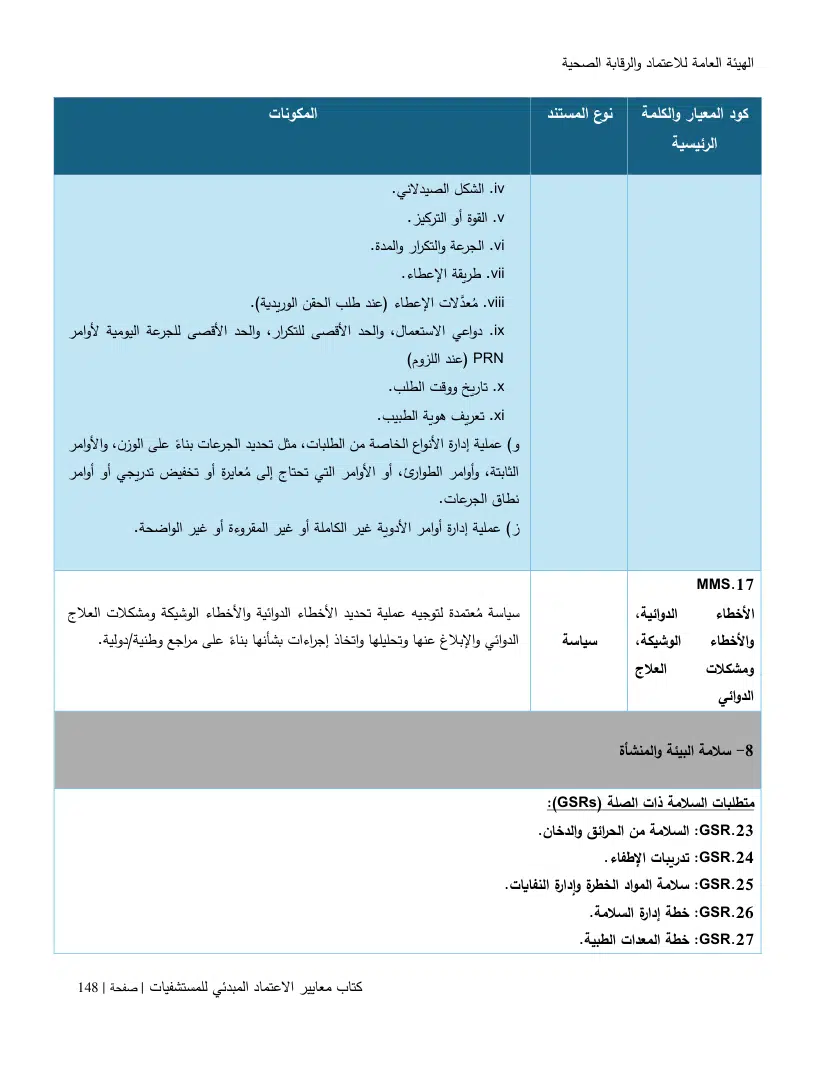 الهيئة العامة للاعتماد والرقابة الصحية
كود المعيار والكلمة الرئيسية
نوع المستند
المكونات
iv. الشكل الصيدلاني.
v. القوة أو التركيز.
vi. الجرعة والتكرار والمدة.
vii. طريقة الإعطاء.
viii. مُعدَّلات الإعطاء (عند طلب الحقن الوريدية).
ix. دواعي الاستعمال، والحد الأقصى للتكرار، والحد الأقصى للجرعة اليومية لأوامر
PRN (عند اللزوم)
x. تاريخ ووقت الطلب.
xi. تعريف هوية الطبيب.
و) عملية إدارة الأنواع الخاصة من الطلبات، مثل تحديد الجرعات بناءً على الوزن، والأوامر
الثابتة، وأوامر الطوارئ، أو الأوامر التي تحتاج إلى مُعايرة أو تخفيض تدريجي أو أوامر
نطاق الجرعات.
ز) عملية إدارة أوامر الأدوية غير الكاملة أو غير المقروءة أو غير الواضحة.
MMS.17
الأخطاء الدوائية،
والأخطاء الوشيكة،
ومشكلات العلاج
الدوائي
سياسة
سياسة مُعتمدة لتوجيه عملية تحديد الأخطاء الدوائية والأخطاء الوشيكة ومشكلات العلاج
الدوائي والإبلاغ عنها وتحليلها واتخاذ إجراءات بشأنها بناءً على مراجع وطنية/دولية.
8- سلامة البيئة والمنشأة
متطلبات السلامة ذات الصلة (GSRs):
GSR.23: السلامة من الحرائق والدخان.
GSR.24: تدريبات الإطفاء.
GSR.25: سلامة المواد الخطرة وإدارة النفايات.
GSR.26: خطة إدارة السلامة.
GSR.27: خطة المعدات الطبية.
كتاب معايير الاعتماد المبدئي للمستشفيات | صفحة | 148